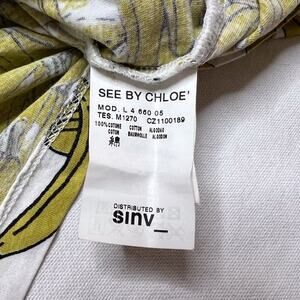 SEE BY CHLOE'
MOD. L 4 660 05
TES. M1270 CZ1100189
100%COTONE COTTON ALGODAO
COTON BAUMWOLLE ALGODON
綿
DISTRIBUTED BY
SINV_